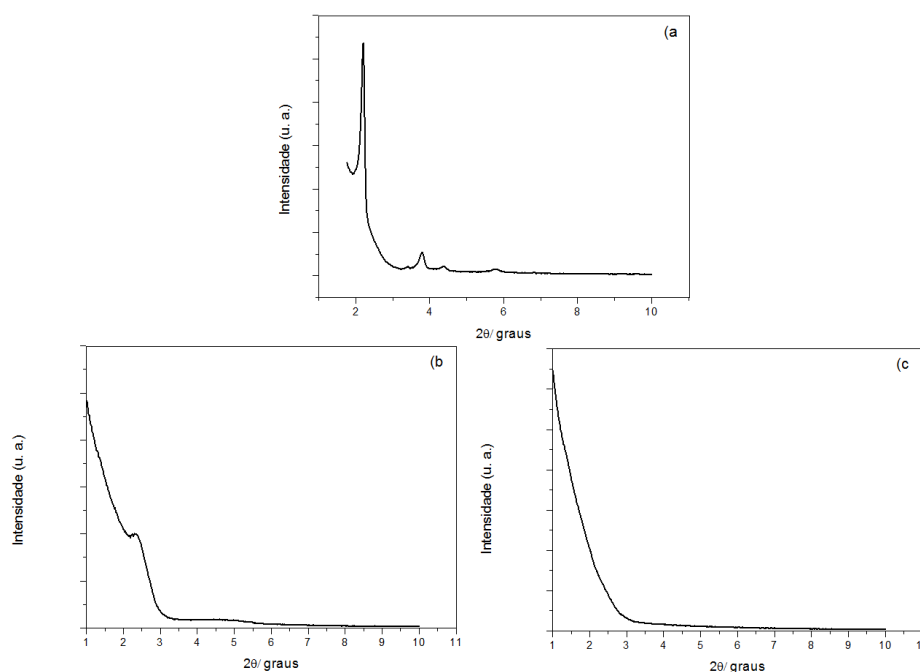 (a
Intensidade (u. a.)
2 4 6 8 10
2θ/ graus
(b
Intensidade (u. a.)
1 2 3 4 5 6 7 8 9 10 11
2θ/ graus
(c
Intensidade (u. a.)
1 2 3 4 5 6 7 8 9 10 1
2θ/ graus